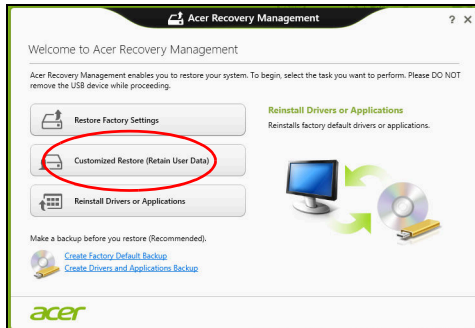 Acer Recovery Management
? X
Welcome to Acer Recovery Management
Acer Recovery Management enables you to restore your system. To begin, select the task you want to perform. Please DO NOT
remove the USB device while proceeding.
Restore Factory Settings
Customized Restore (Retain User Data)
Reinstall Drivers or Applications
Reinstall Drivers or Applications
Reinstalls factory default drivers or applications.
Make a backup before you restore (Recommended).
Create Factory Default Backup
Create Drivers and Applications Backup
acer